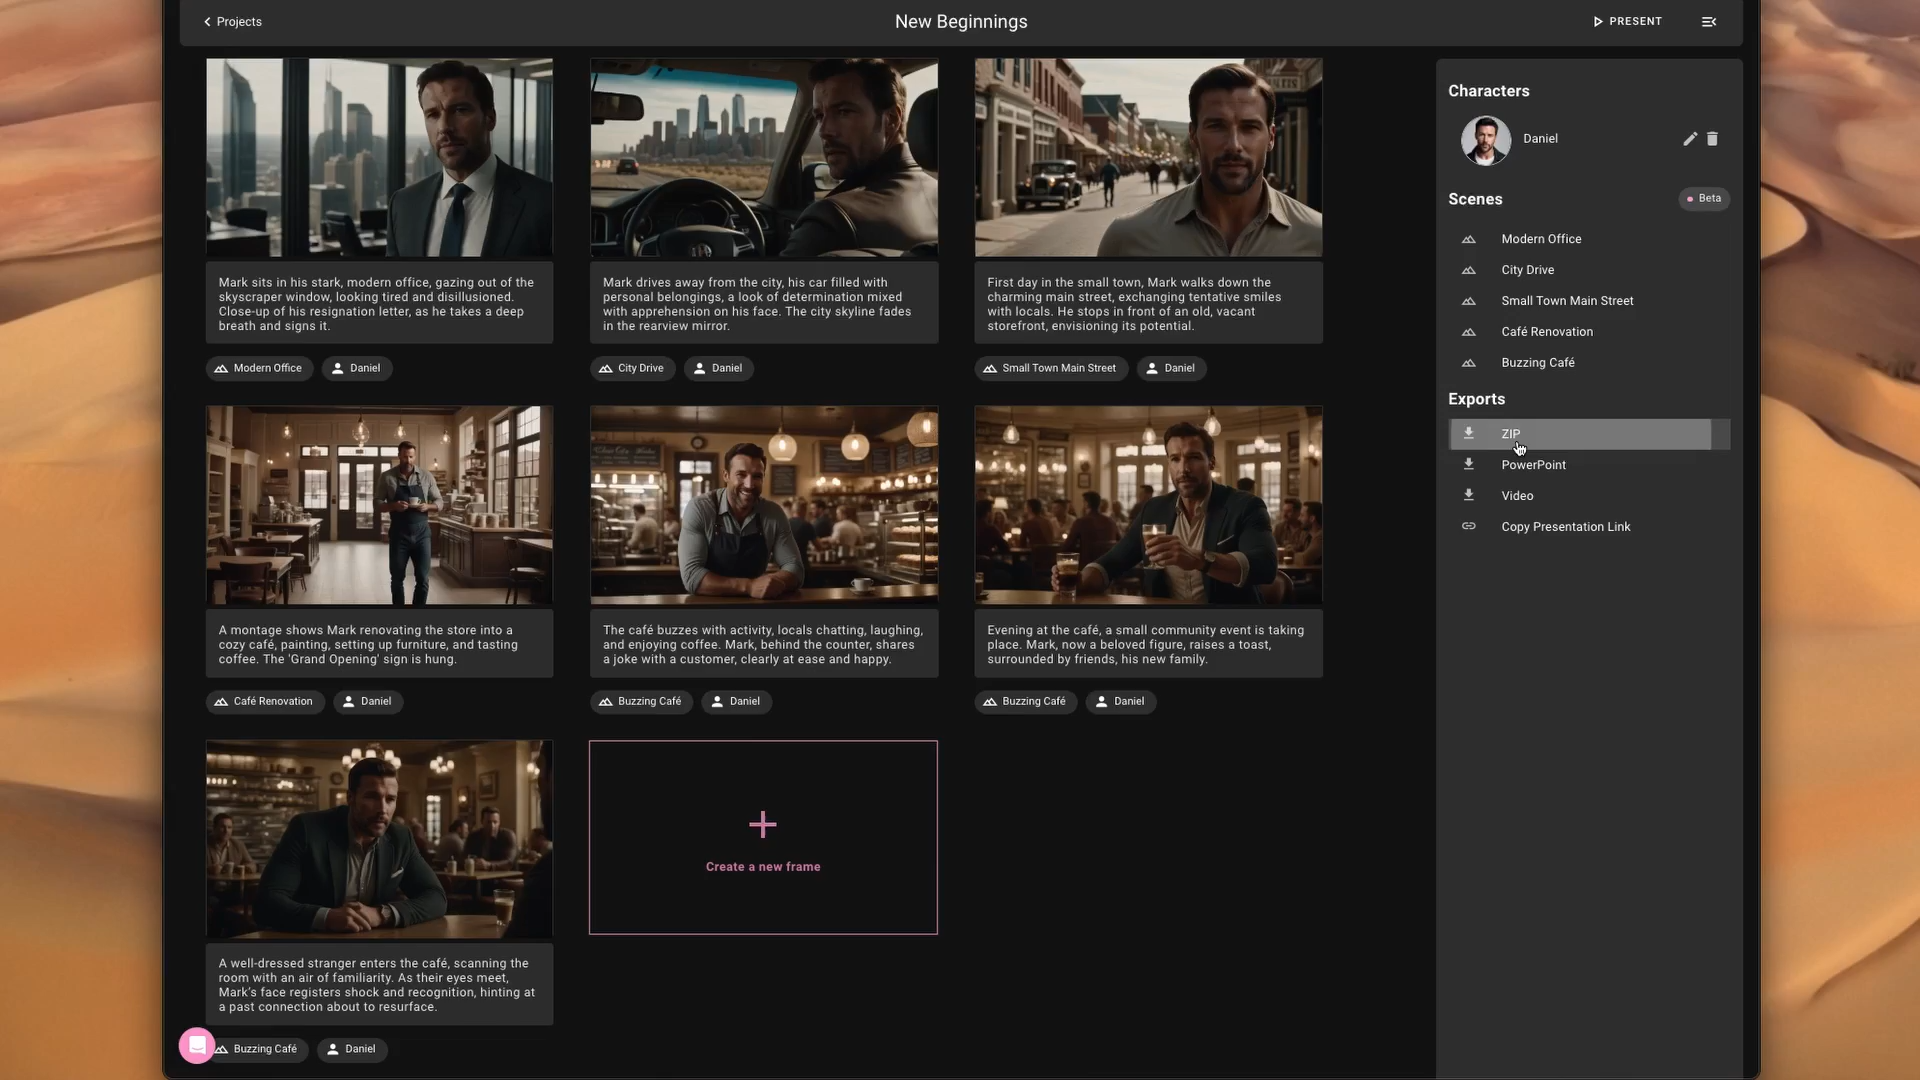 Projects
New Beginnings
PRESENT
Mark sits in his stark, modern office, gazing out of the
skyscraper window, looking tired and disillusioned.
Close-up of his resignation letter, as he takes a deep
breath and signs it.
Modern Office
Daniel
Mark drives away from the city, his car filled with
personal belongings, a look of determination mixed
with apprehension on his face. The city skyline fades
in the rearview mirror.
City Drive
Daniel
First day in the small town, Mark walks down the
charming main street, exchanging tentative smiles
with locals. He stops in front of an old, vacant
storefront, envisioning its potential.
Small Town Main Street
Daniel
A montage shows Mark renovating the store into a
cozy café, painting, setting up furniture, and tasting
coffee. The 'Grand Opening' sign is hung.
Café Renovation
Daniel
The café buzzes with activity, locals chatting, laughing,
and enjoying coffee. Mark, behind the counter, shares
a joke with a customer, clearly at ease and happy.
Buzzing Café
Daniel
Evening at the café, a small community event is taking
place. Mark, now a beloved figure, raises a toast,
surrounded by friends, his new family.
Buzzing Café
Daniel
A well-dressed stranger enters the café, scanning the
room with an air of familiarity. As their eyes meet,
Mark's face registers shock and recognition, hinting at
a past connection about to resurface.
Buzzing Café
Daniel
Create a new frame
Characters
Daniel
Scenes
Beta
Modern Office
City Drive
Small Town Main Street
Café Renovation
Buzzing Café
Exports
ZIP
PowerPoint
Video
Copy Presentation Link